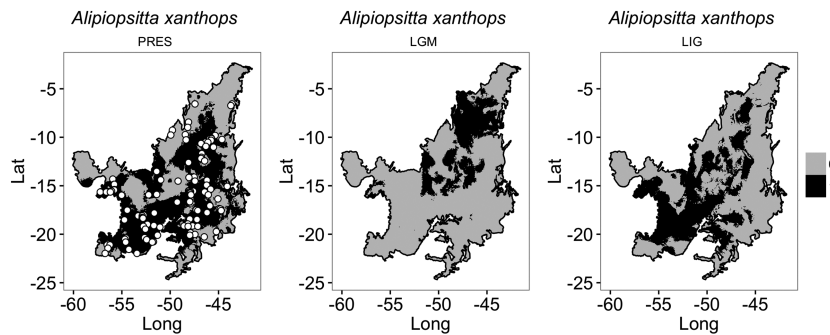 Alipiopsitta xanthops Alipiopsitta xanthops Alipiopsitta xanthops
PRES LGM LIG
-5 -5 -5
-10 -10 -10
-15 -15 -15
-20 -20 -20
-25 -25 -25
Lat Lat Lat
-60 -55 -50 -45 -60 -55 -50 -45 -60 -55 -50 -45
Long Long Long